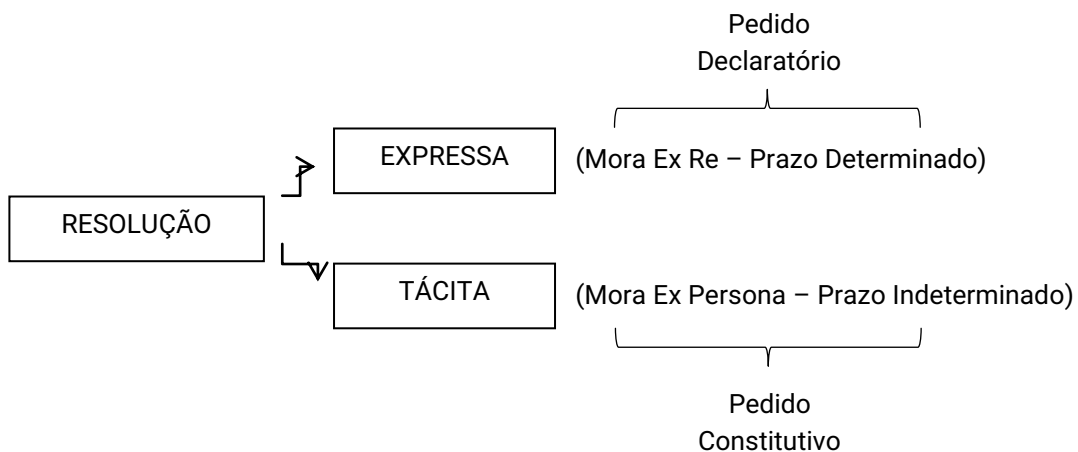 Pedido
Declaratório
EXPRESSA
(Mora Ex Re – Prazo Determinado)
RESOLUÇÃO
TÁCITA
(Mora Ex Persona – Prazo Indeterminado)
Pedido
Constitutivo